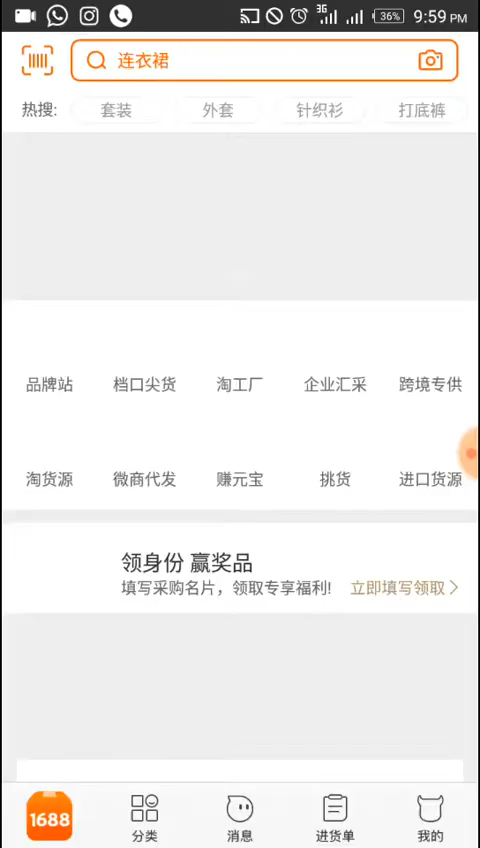 3G 36% 9:59 PM
连衣裙
热搜: 套装 外套 针织衫 打底裤
品牌站 档口尖货 淘工厂 企业汇采 跨境专供
淘货源 微商代发 赚元宝 挑货 进口货源
领身份 赢奖品
填写采购名片，领取专享福利! 立即填写领取
1688 分类 消息 进货单 我的